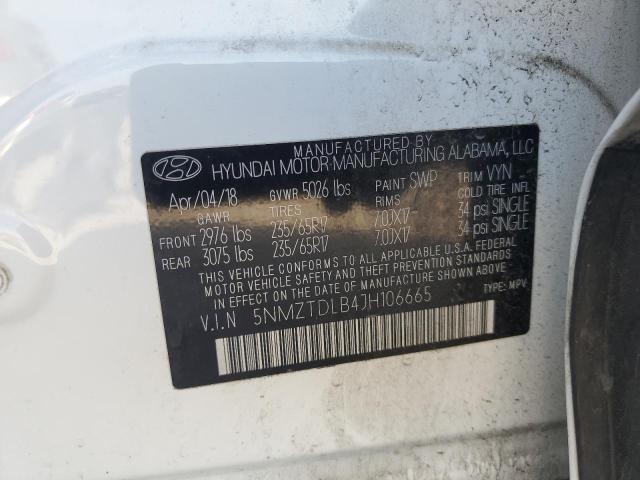 MANUFACTURED BY
HYUNDAI MOTOR MANUFACTURING ALABAMA, LLC
Apr/04/18 GVWR 5026 lbs PAINT SWP TRIM VYN
GAWR TIRES RIMS COLD TIRE INFL
FRONT 2976 lbs 235/65R17 7.0JX17 34 psi SINGLE
REAR 3075 lbs 235/65R17 7.0JX17 34 psi SINGLE
THIS VEHICLE CONFORMS TO ALL APPLICABLE U.S.A. FEDERAL
MOTOR VEHICLE SAFETY AND BUMPER AND THEFT PREVENTION STANDARDS
IN EFFECT ON THE DATE OF MANUFACTURE SHOWN ABOVE.
V.I.N 5NMZTDLB4JH106665 TYPE: MPV